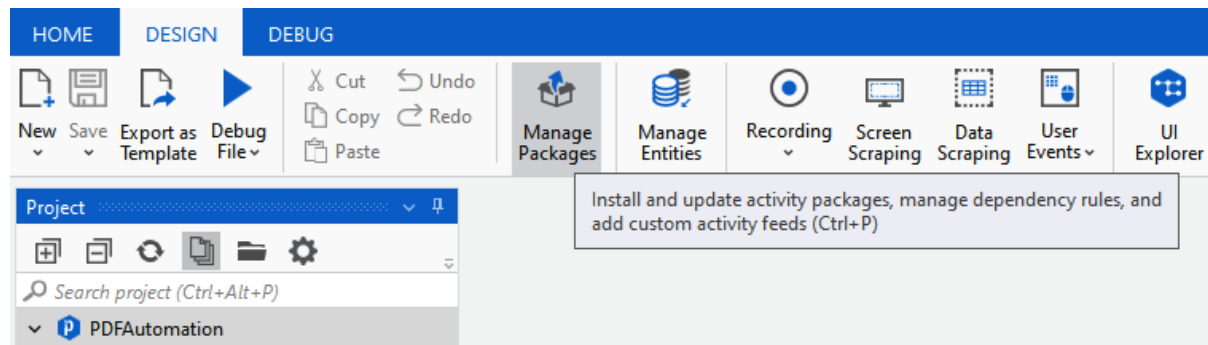 HOME DESIGN DEBUG
Cut Undo
Copy Redo
Paste
New Save Export as Template Debug File
Manage Packages Manage Entities Recording Screen Scraping Data Scraping User Events UI Explorer
Install and update activity packages, manage dependency rules, and
add custom activity feeds (Ctrl+P)
Project
Search project (Ctrl+Alt+P)
PDFAutomation